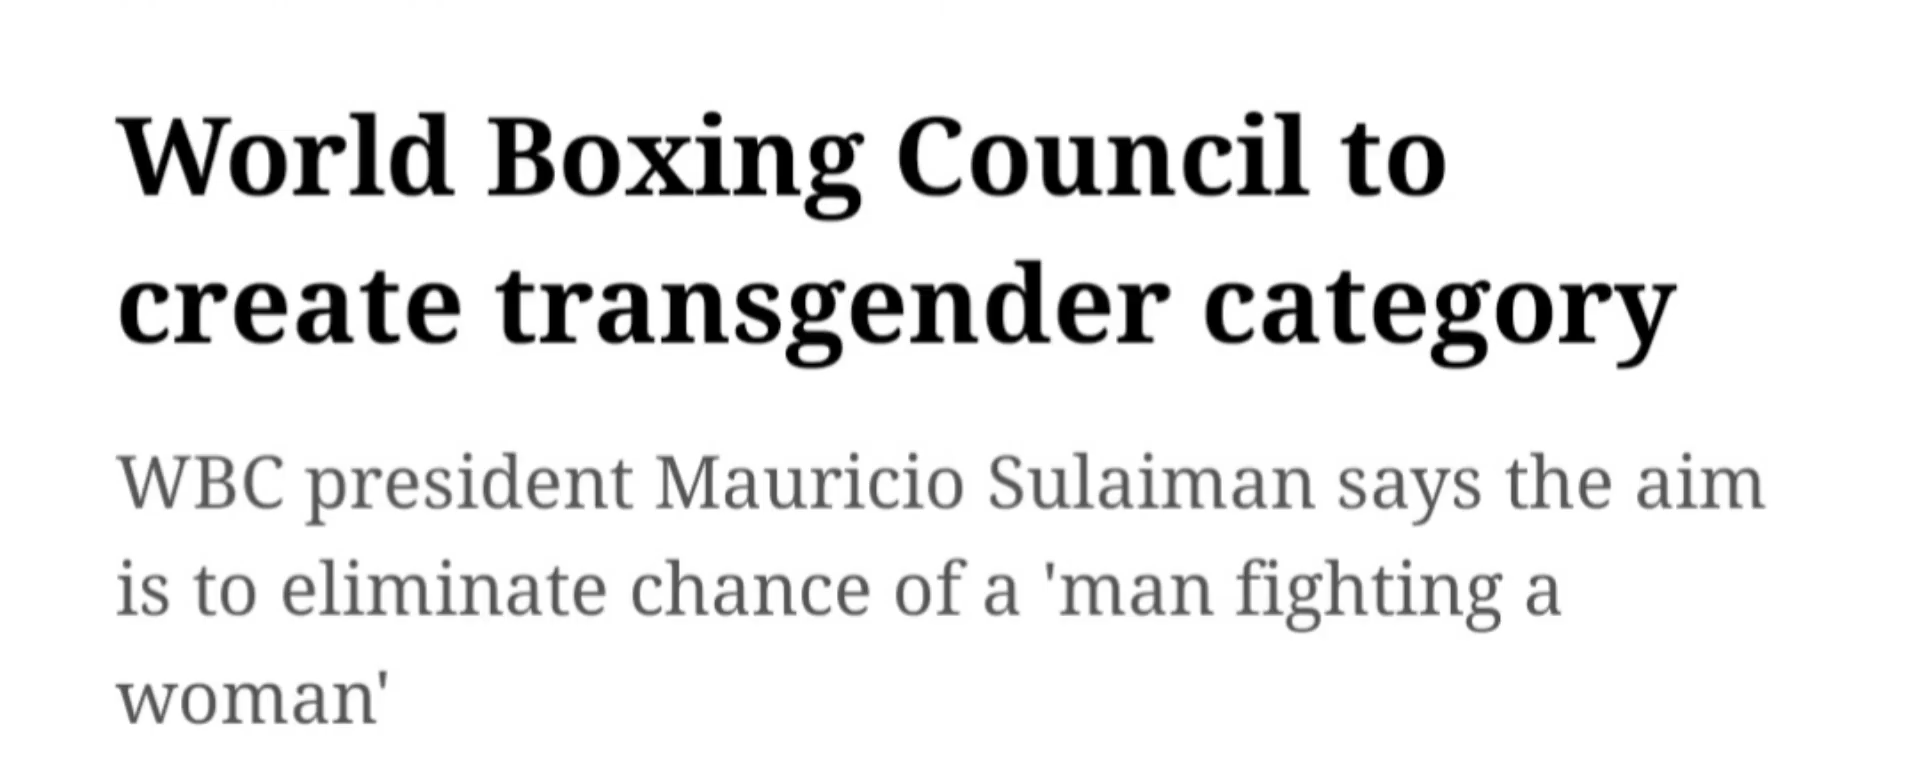 World Boxing Council to
create transgender category
WBC president Mauricio Sulaiman says the aim
is to eliminate chance of a 'man fighting a
woman'